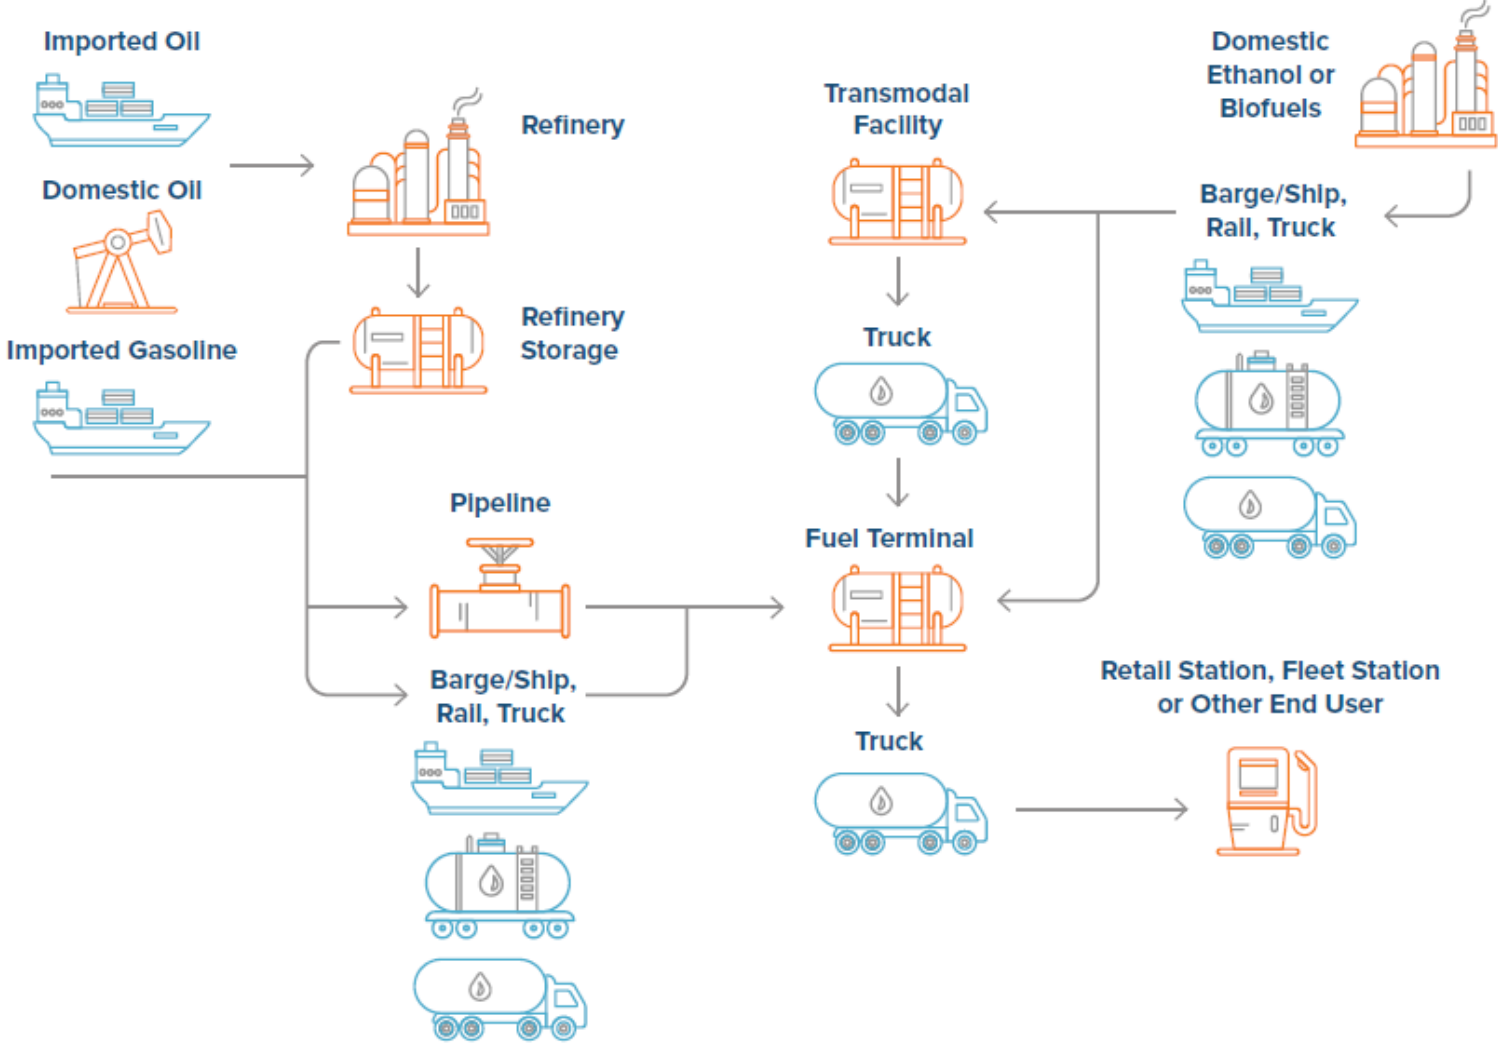 Imported Oil
Domestic Oil
Imported Gasoline
Refinery
Refinery
Storage
Pipeline
Barge/Ship,
Rail, Truck
Transmodal
Facility
Truck
Fuel Terminal
Truck
Domestic
Ethanol or
Biofuels
Barge/Ship,
Rail, Truck
Retail Station, Fleet Station
or Other End User